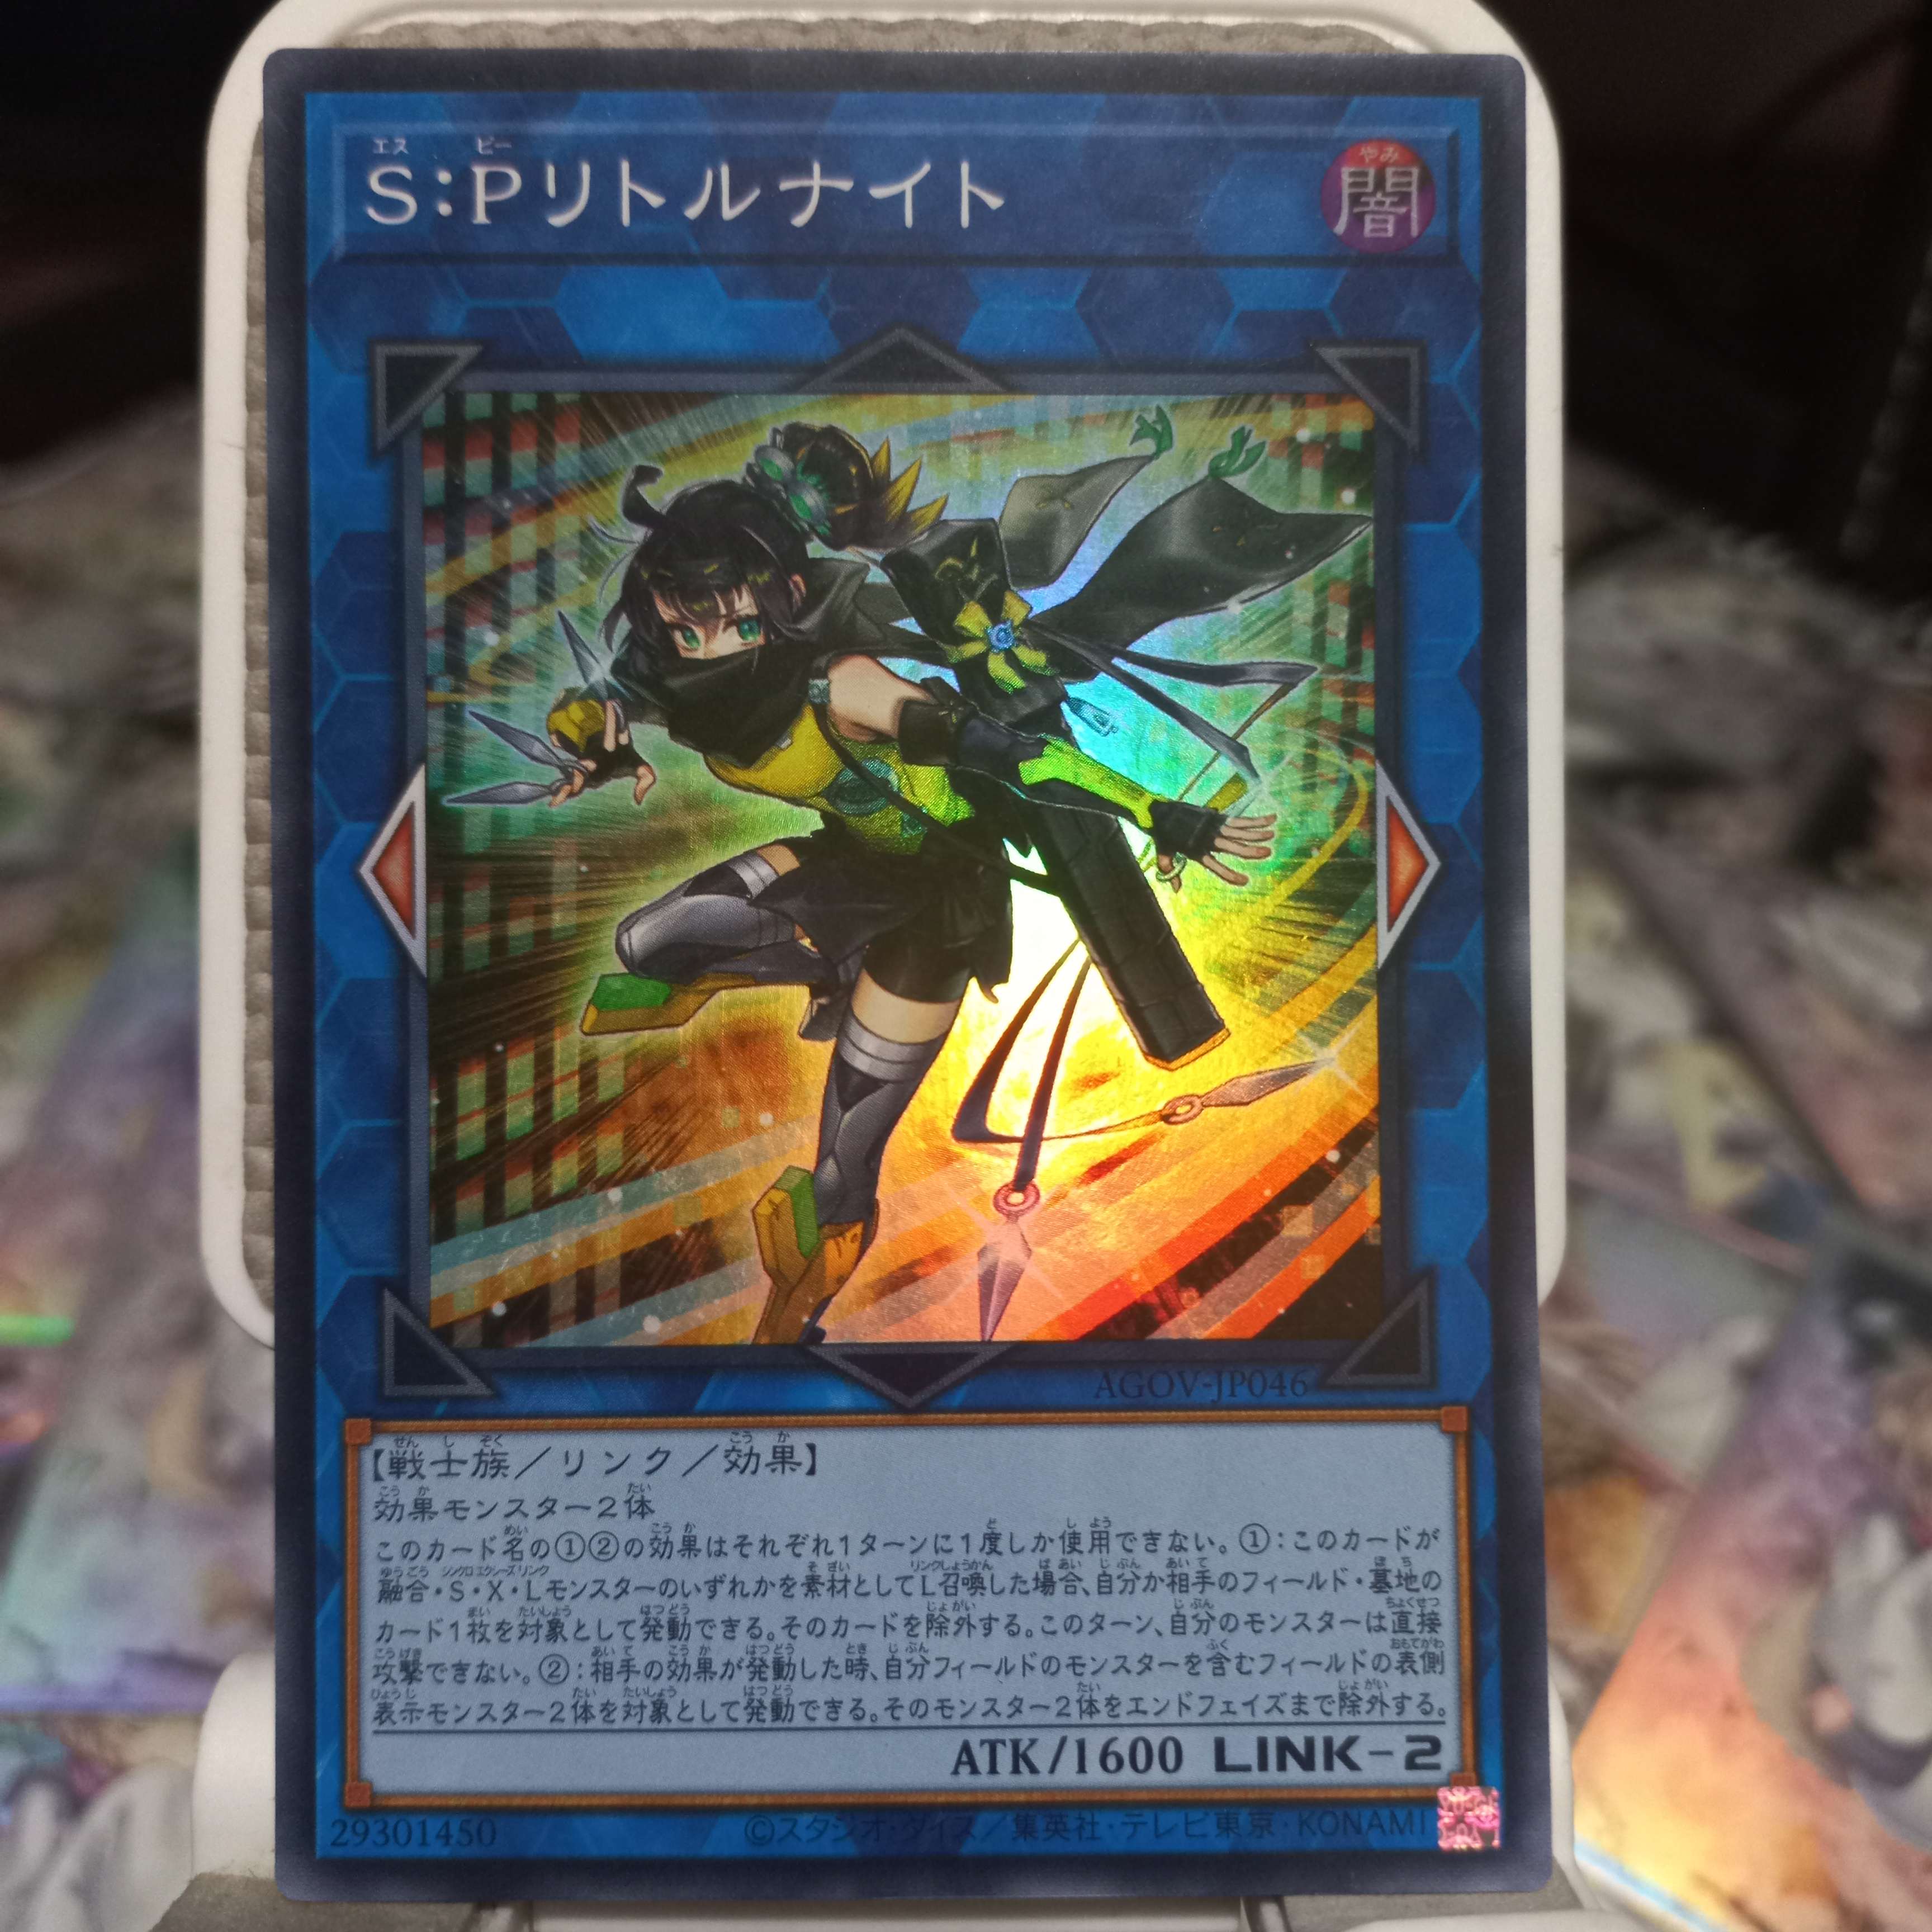 S:Pリトルナイト
闇
AGOV-JP046
【戦士族／リンク／効果】
効果モンスター2体
このカード名の①②の効果はそれぞれ1ターンに1度しか使用できない。①:このカードが
融合・S・X・Lモンスターのいずれかを素材としてL召喚した場合、自分か相手のフィールド・墓地の
カード1枚を対象として発動できる。そのカードを除外する。このターン、自分のモンスターは直接
攻撃できない。②:相手の効果が発動した時、自分フィールドのモンスターを含むフィールドの表側
表示モンスター2体を対象として発動できる。そのモンスター2体をエンドフェイズまで除外する。
ATK/1600 LINK-2
29301450 ©スタジオ・ダイス／集英社・テレビ東京・KONAMI